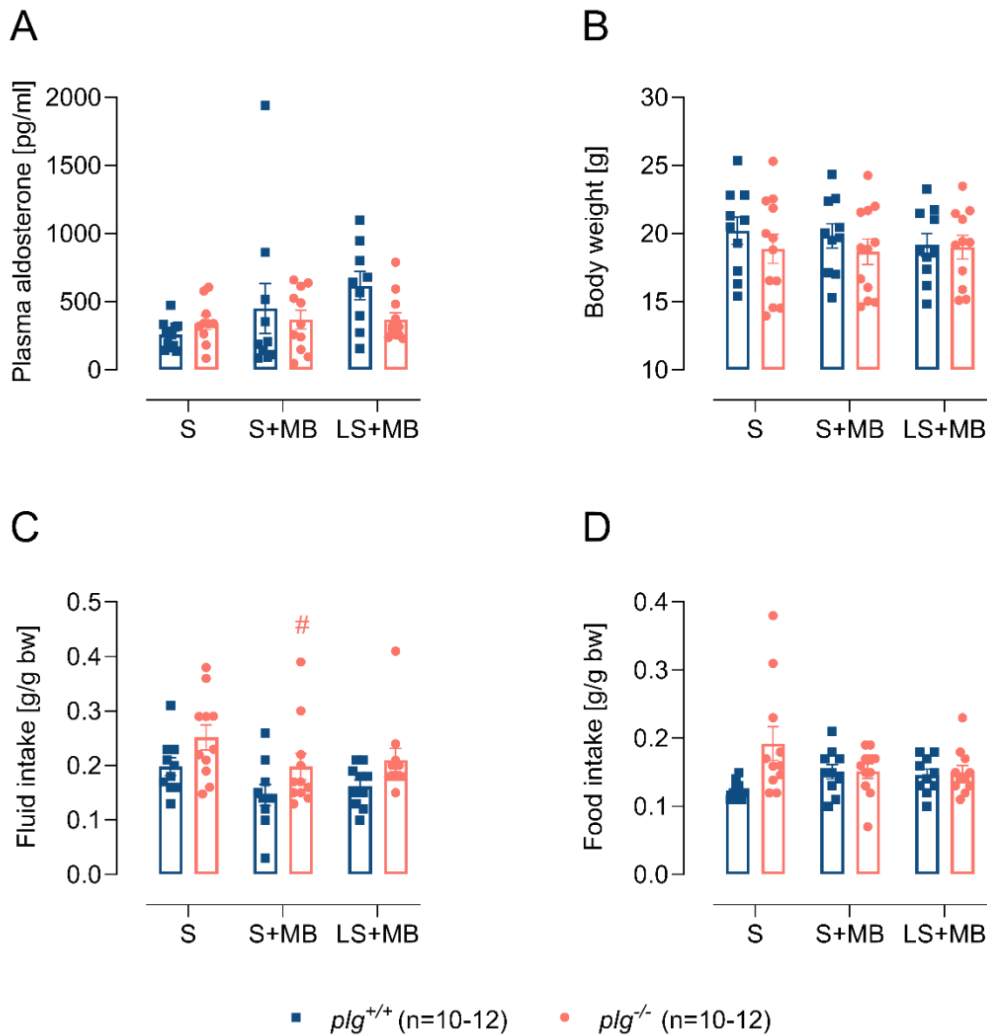 A
Plasma aldosterone [pg/ml]
2000
1500
1000
500
0
S
S+MB
LS+MB
B
Body weight [g]
30
25
20
15
10
S
S+MB
LS+MB
C
Fluid intake [g/g bw]
0.5
0.4
0.3
0.2
0.1
0.0
#
S
S+MB
LS+MB
D
Food intake [g/g bw]
0.4
0.3
0.2
0.1
0.0
S
S+MB
LS+MB
plg+/+ (n=10-12)
plg-/- (n=10-12)